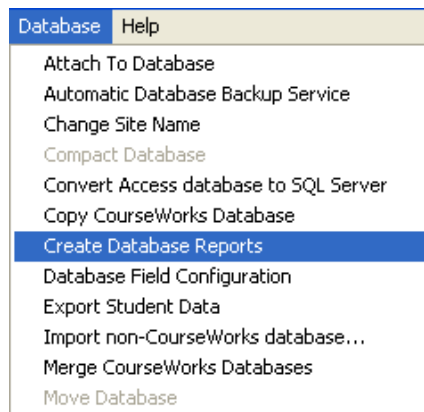 Database Help
Attach To Database
Automatic Database Backup Service
Change Site Name
Compact Database
Convert Access database to SQL Server
Copy CourseWorks Database
Create Database Reports
Database Field Configuration
Export Student Data
Import non-CourseWorks database...
Merge CourseWorks Databases
Move Database